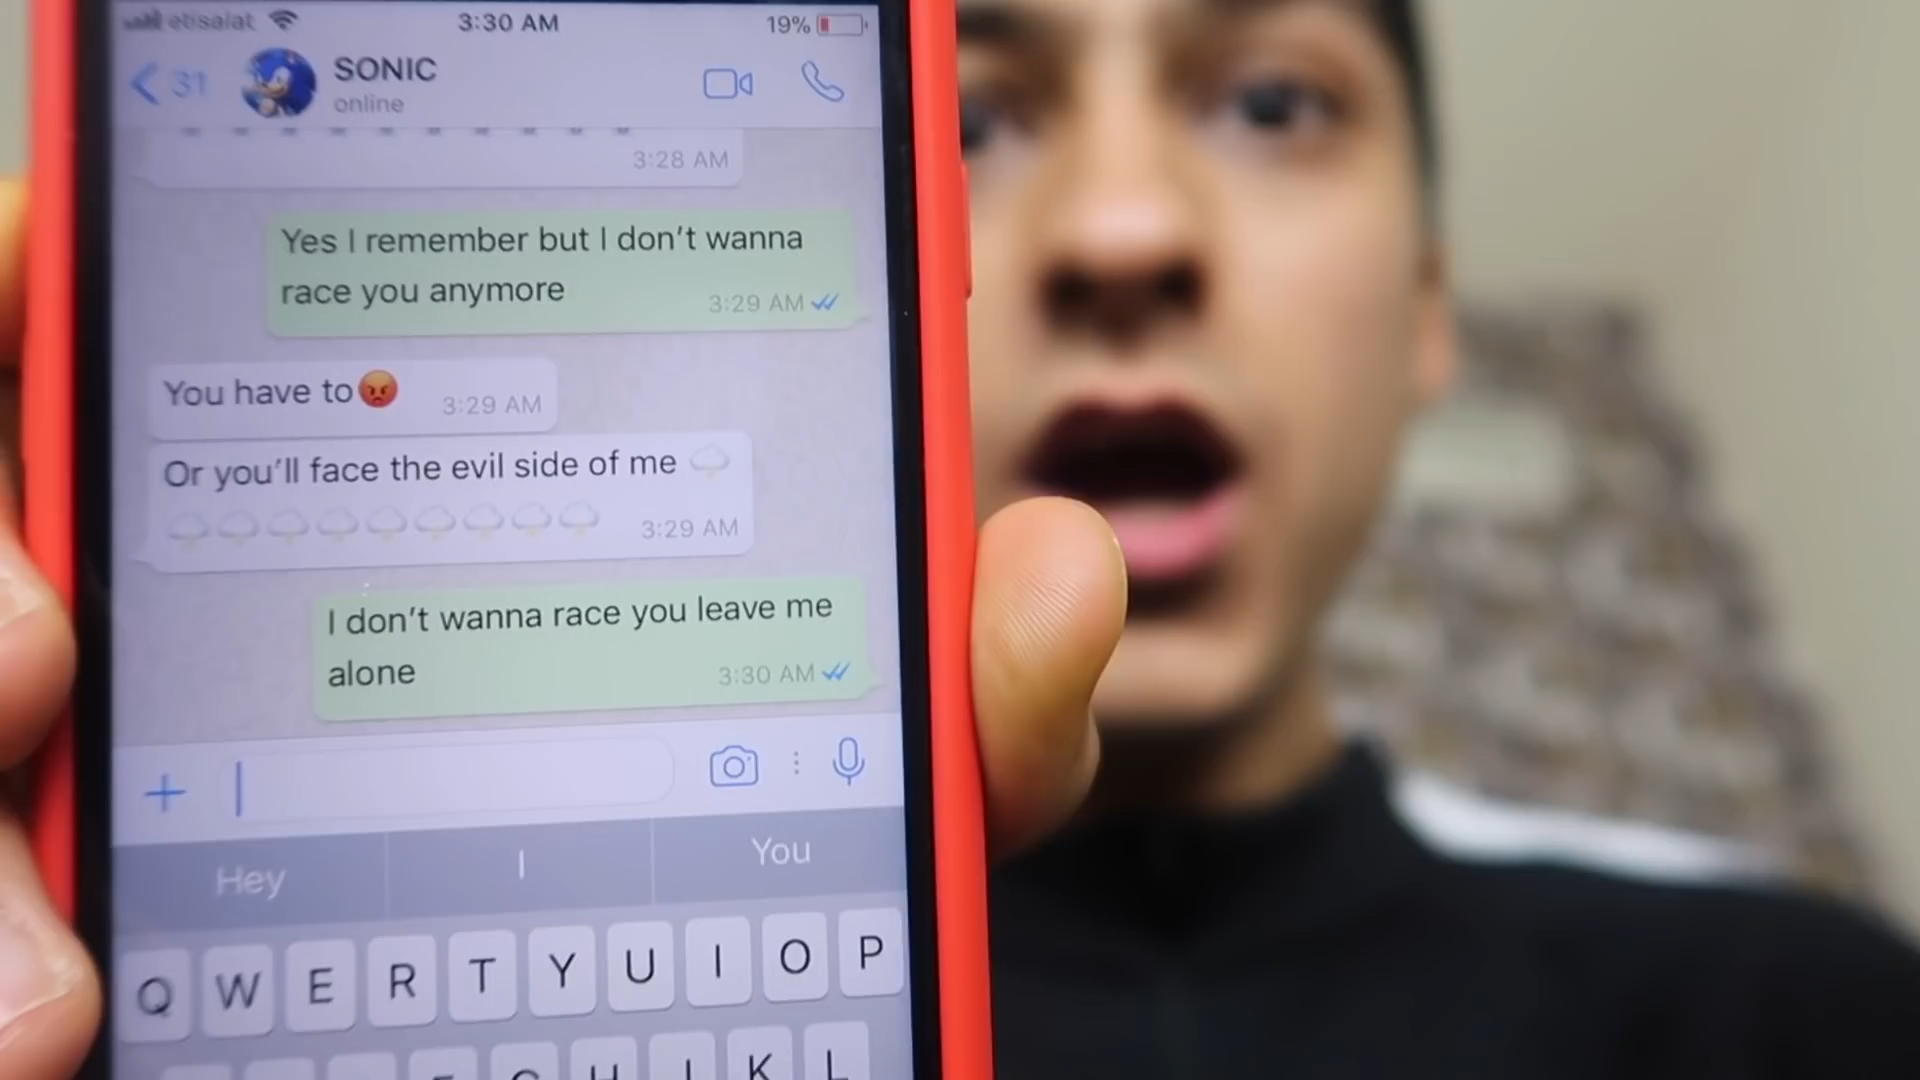 etisalat 3:30 AM 19%
31 SONIC
online
3:28 AM
Yes I remember but I don't wanna
race you anymore 3:29 AM
You have to😡 3:29 AM
Or you'll face the evil side of me 🌩
🌩🌩🌩🌩🌩🌩🌩🌩🌩 3:29 AM
I don't wanna race you leave me
alone 3:30 AM
Hey I You
Q W E R T Y U I O P
K L